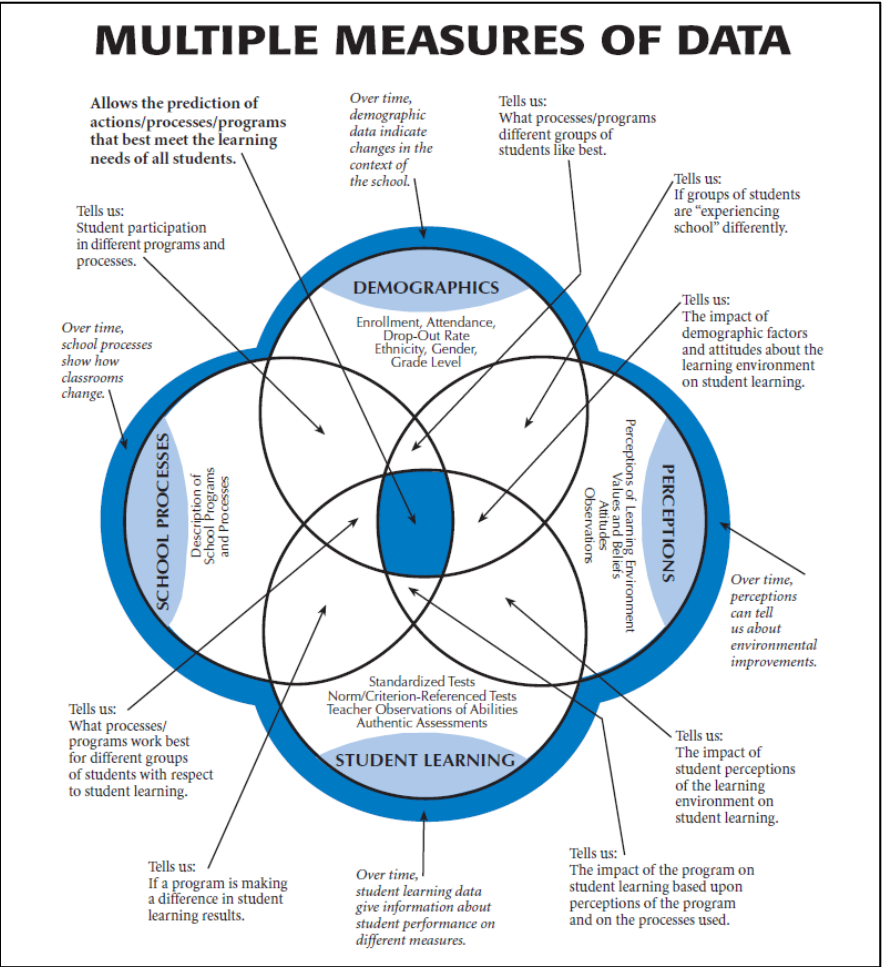 MULTIPLE MEASURES OF DATA
Allows the prediction of
actions/processes/programs
that best meet the learning
needs of all students.
Over time,
demographic
data indicate
changes in the
context of
the school.
Tells us:
What processes/programs
different groups of
students like best.
Tells us:
If groups of students
are “experiencing
school” differently.
Tells us:
Student participation
in different programs and
processes.
Tells us:
The impact of
demographic factors
and attitudes about the
learning environment
on student learning.
Over time,
school processes
show how
classrooms
change.
DEMOGRAPHICS
Enrollment, Attendance,
Drop-Out Rate
Ethnicity, Gender,
Grade Level
SCHOOL PROCESSES
Description of
School Programs
and Processes
PERCEPTIONS
Perceptions of Learning Environment
Values and Beliefs
Attitudes
Observations
Over time,
perceptions
can tell
us about
environmental
improvements.
Standardized Tests
Norm/Criterion-Referenced Tests
Teacher Observations of Abilities
Authentic Assessments
STUDENT LEARNING
Tells us:
What processes/
programs work best
for different groups
of students with respect
to student learning.
Tells us:
The impact of
student perceptions
of the learning
environment on
student learning.
Tells us:
If a program is making
a difference in student
learning results.
Over time,
student learning data
give information about
student performance on
different measures.
Tells us:
The impact of the program on
student learning based upon
perceptions of the program
and on the processes used.